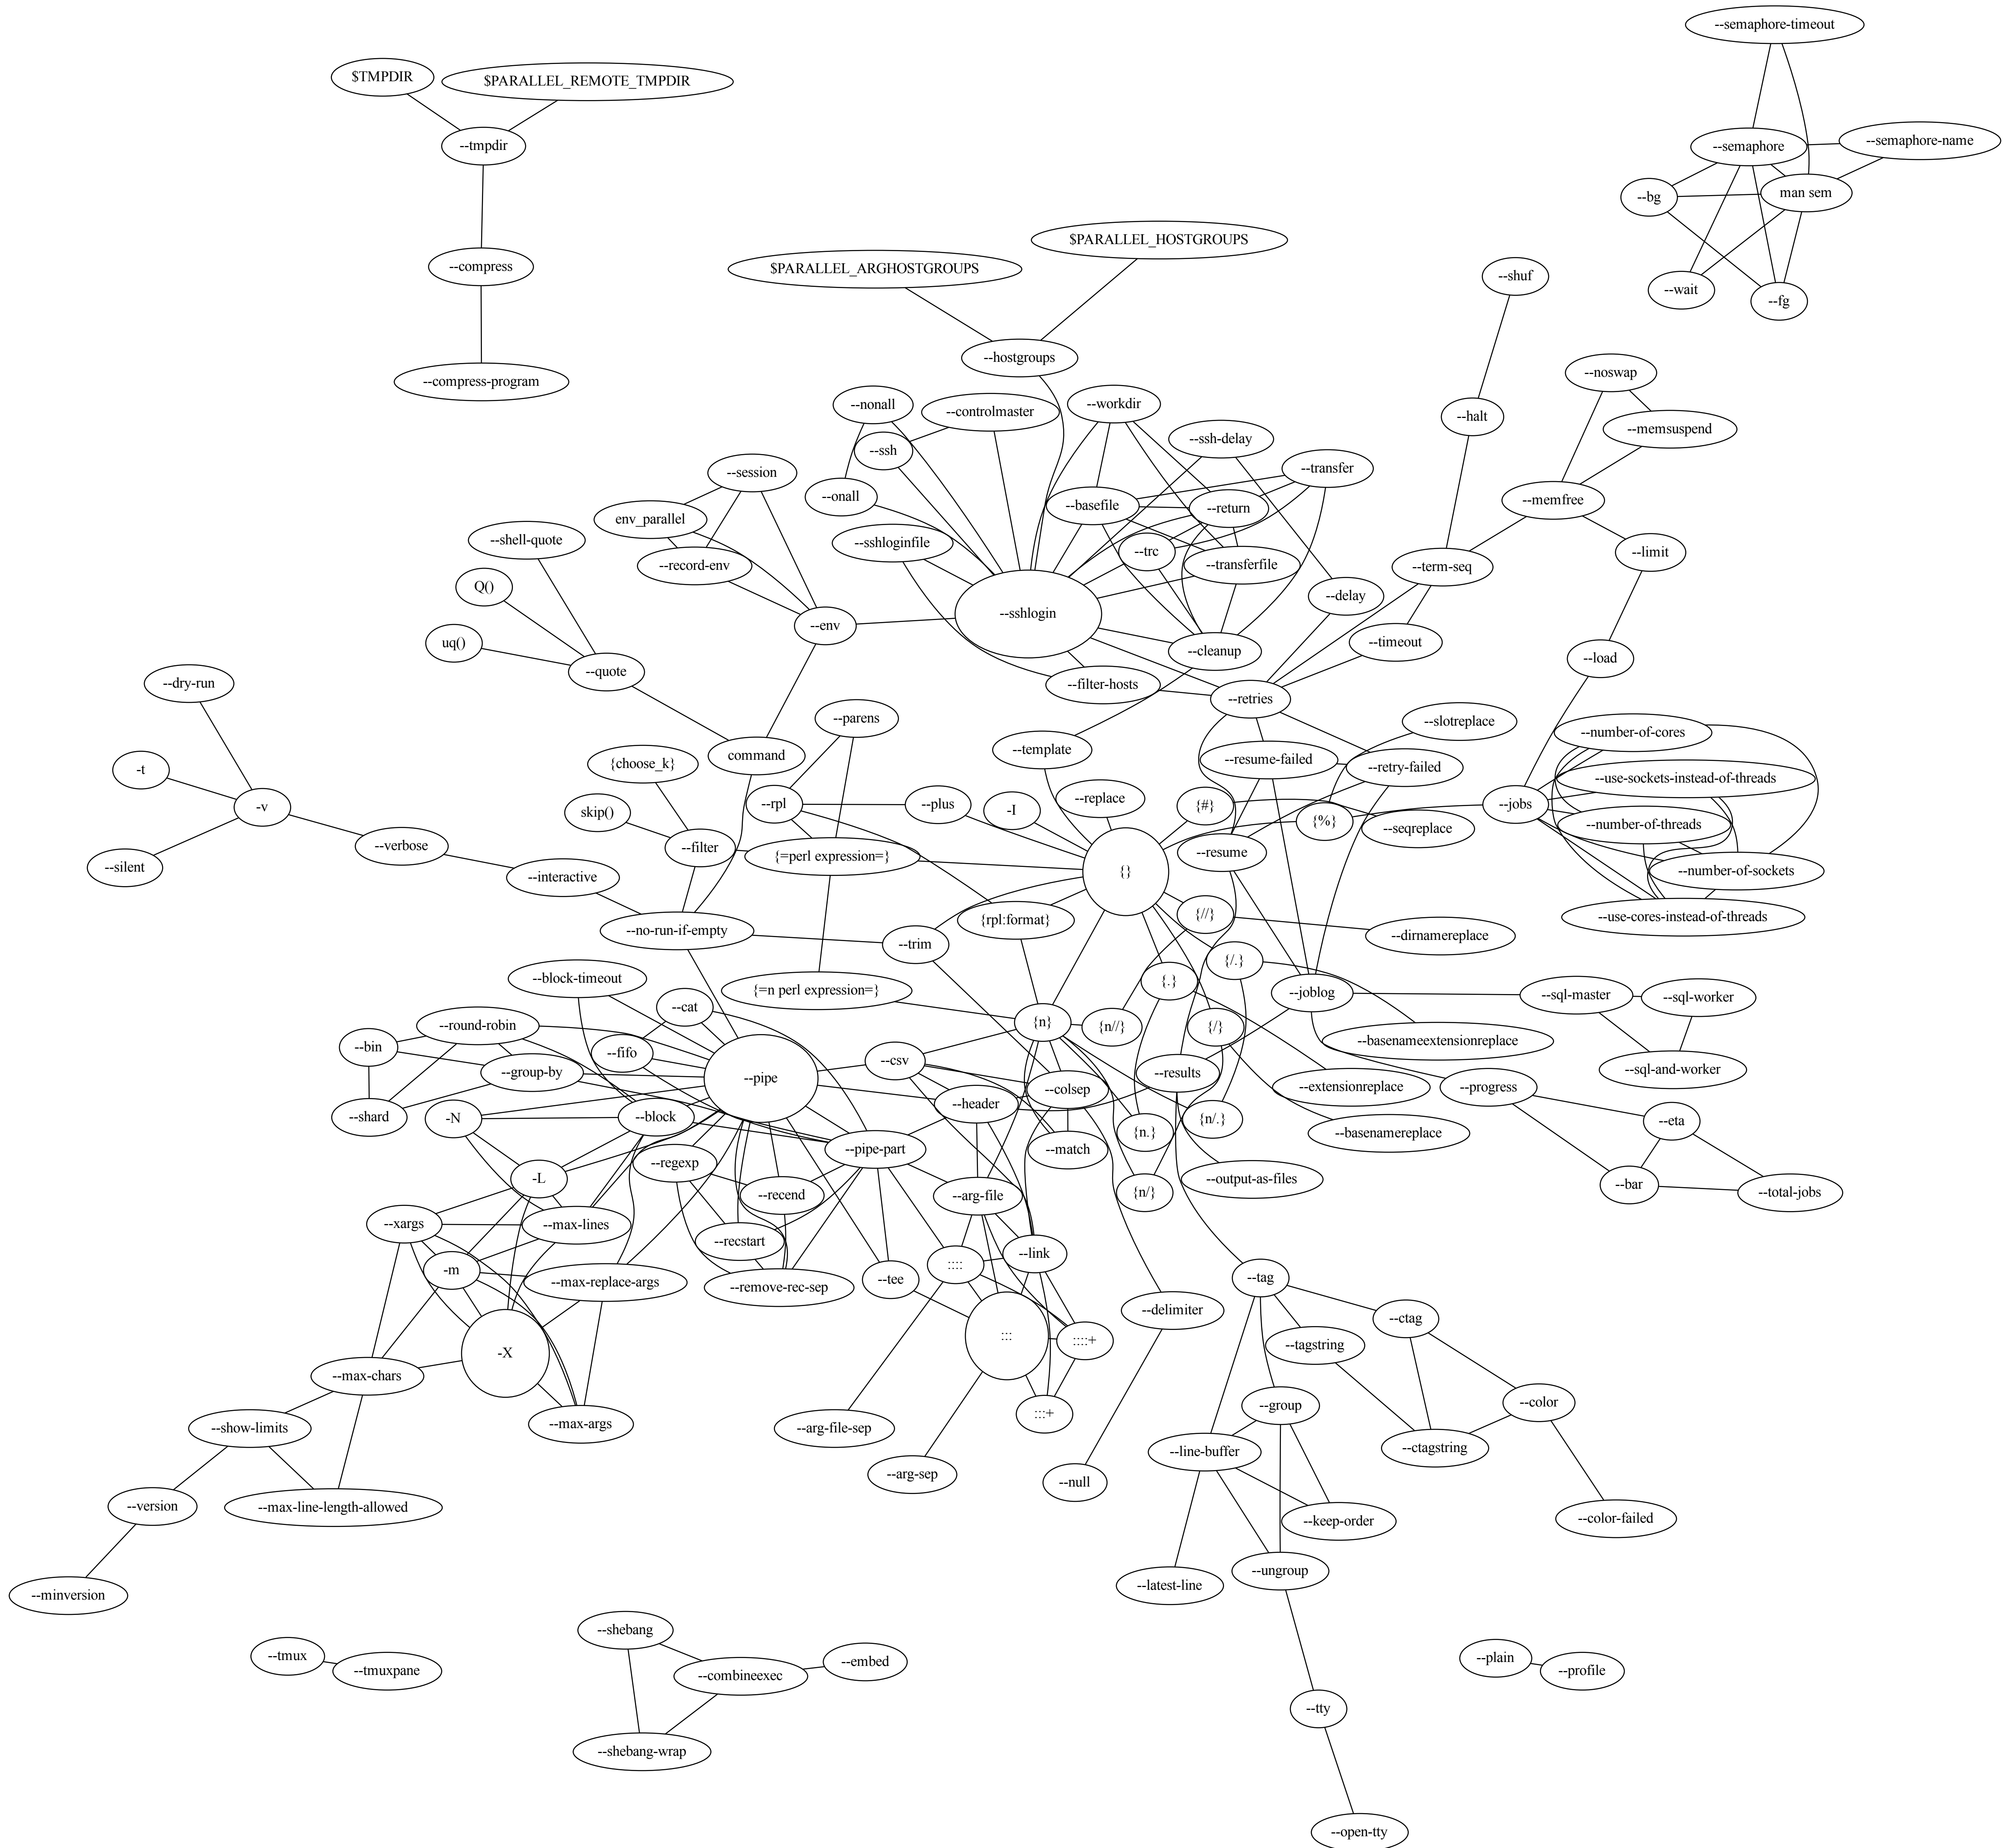 --semaphore-timeout
$TMPDIR
$PARALLEL_REMOTE_TMPDIR
--tmpdir
--semaphore
--semaphore-name
--bg
man sem
--compress
$PARALLEL_ARGHOSTGROUPS
$PARALLEL_HOSTGROUPS
--shuf
--wait
--fg
--hostgroups
--compress-program
--noswap
--nonall
--controlmaster
--workdir
--halt
--memsuspend
--ssh
--ssh-delay
--session
--transfer
--onall
--basefile
--return
--memfree
env_parallel
--shell-quote
--sshloginfile
--trc
--limit
--record-env
--transferfile
--term-seq
Q()
--delay
--sshlogin
--env
uq()
--timeout
--cleanup
--load
--quote
--dry-run
--filter-hosts
--retries
--parens
--slotreplace
--number-of-cores
--template
command
--resume-failed
{choose_k}
--retry-failed
-t
--use-sockets-instead-of-threads
-v
skip()
--rpl
--plus
-I
--replace
{#}
{%}
--jobs
--number-of-threads
--seqreplace
--verbose
--filter
{=perl expression=}
--resume
--silent
--interactive
{}
--number-of-sockets
{rpl:format}
{//}
--use-cores-instead-of-threads
--no-run-if-empty
--trim
--dirnamereplace
{/.}
--block-timeout
{=n perl expression=}
{.}
--joblog
--sql-master
--sql-worker
--cat
--round-robin
{n}
{n//}
{/}
--basenameextensionreplace
--bin
--fifo
--csv
--sql-and-worker
--group-by
--pipe
--results
--colsep
--extensionreplace
--progress
--shard
-N
--block
--header
{n/.}
--eta
{n.}
--basenamereplace
--match
--pipe-part
--regexp
-L
--recend
--arg-file
{n/}
--output-as-files
--bar
--total-jobs
--xargs
--max-lines
--recstart
--link
-m
::::
--max-replace-args
--remove-rec-sep
--tee
--tag
--delimiter
--ctag
:::
::::+
--tagstring
-X
--max-chars
--color
--group
:::+
--max-args
--show-limits
--arg-file-sep
--line-buffer
--ctagstring
--arg-sep
--null
--version
--max-line-length-allowed
--keep-order
--color-failed
--ungroup
--latest-line
--minversion
--shebang
--tmux
--tmuxpane
--combineexec
--embed
--plain
--profile
--tty
--shebang-wrap
--open-tty